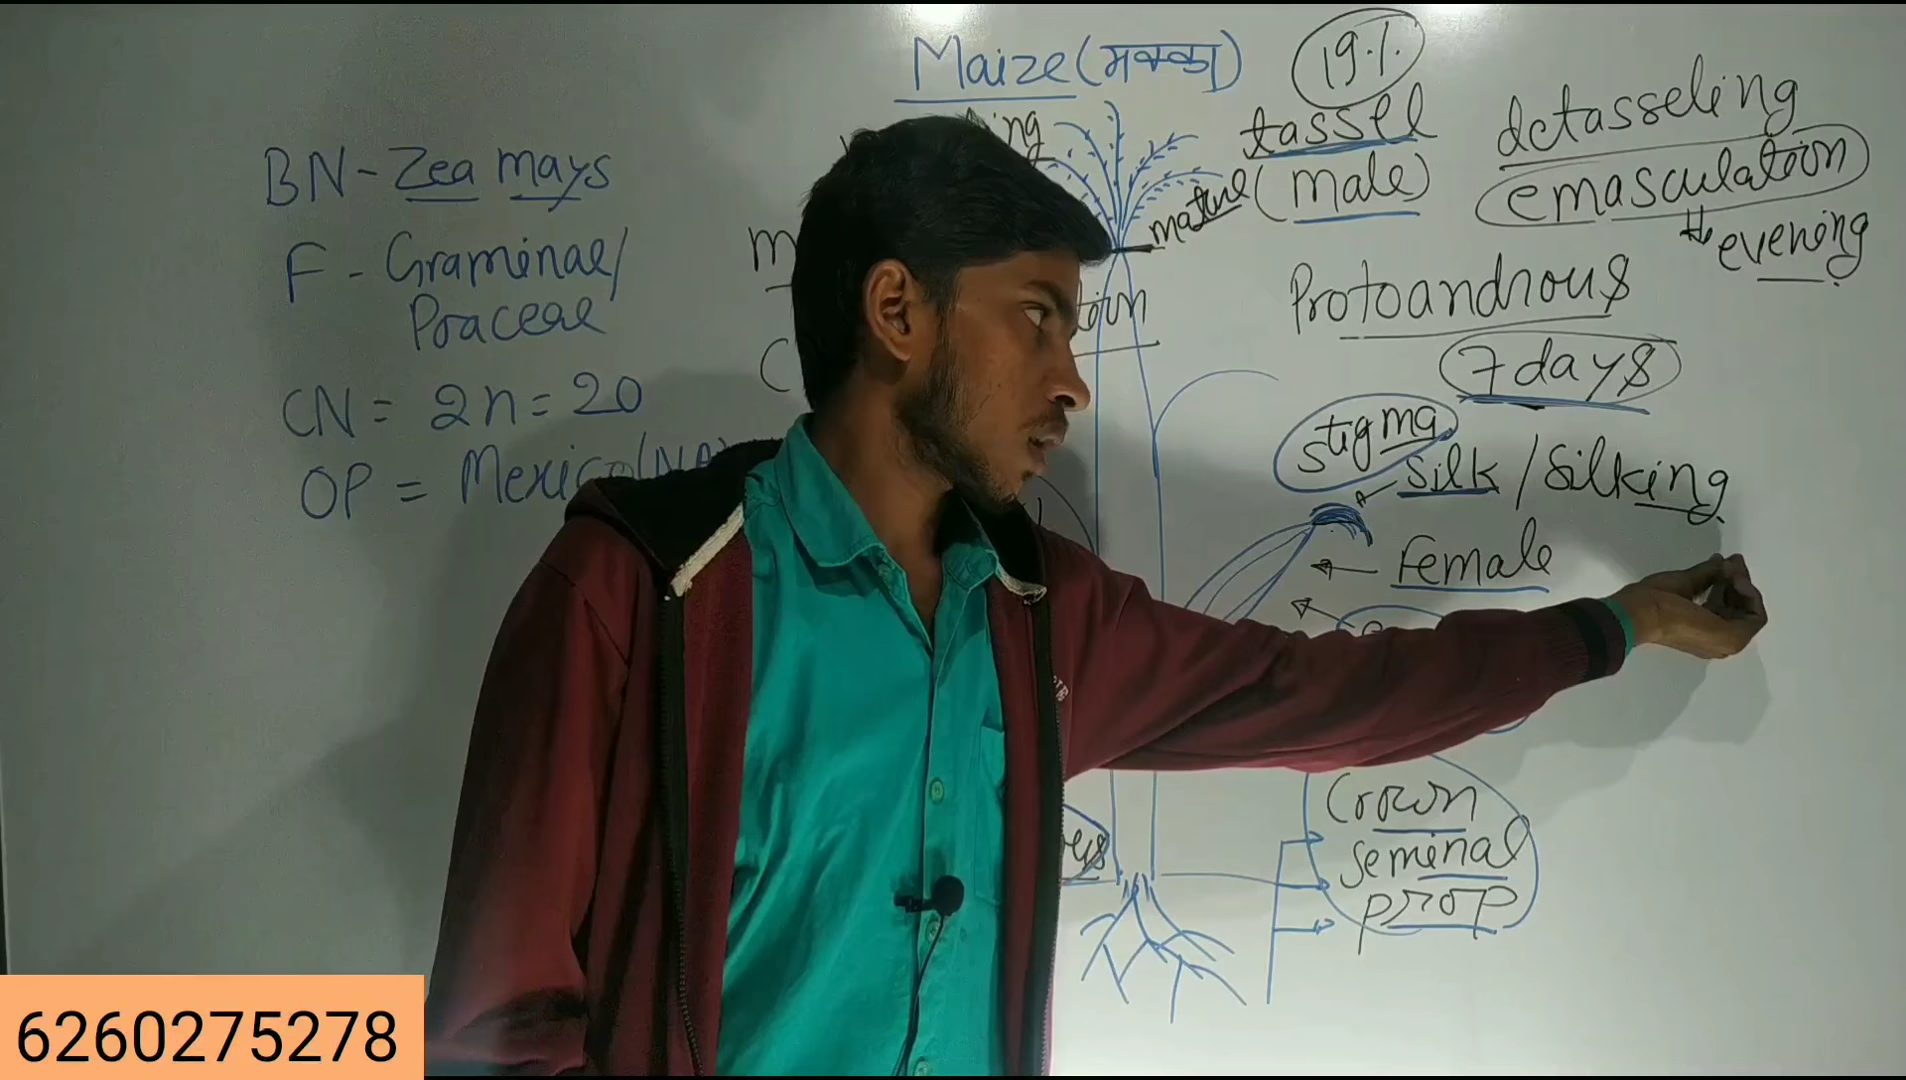 Maize (मक्का) 19.1.
BN - Zea mays
F - Graminae/
Poaceae
CN = 2n = 20
OP = Mexico (NA)
tassel
(male)
mature
detasseling
emasculation
evening
Protoandrous
7 days
stigma
silk / silking
Female
Crown
seminal
prop
6260275278